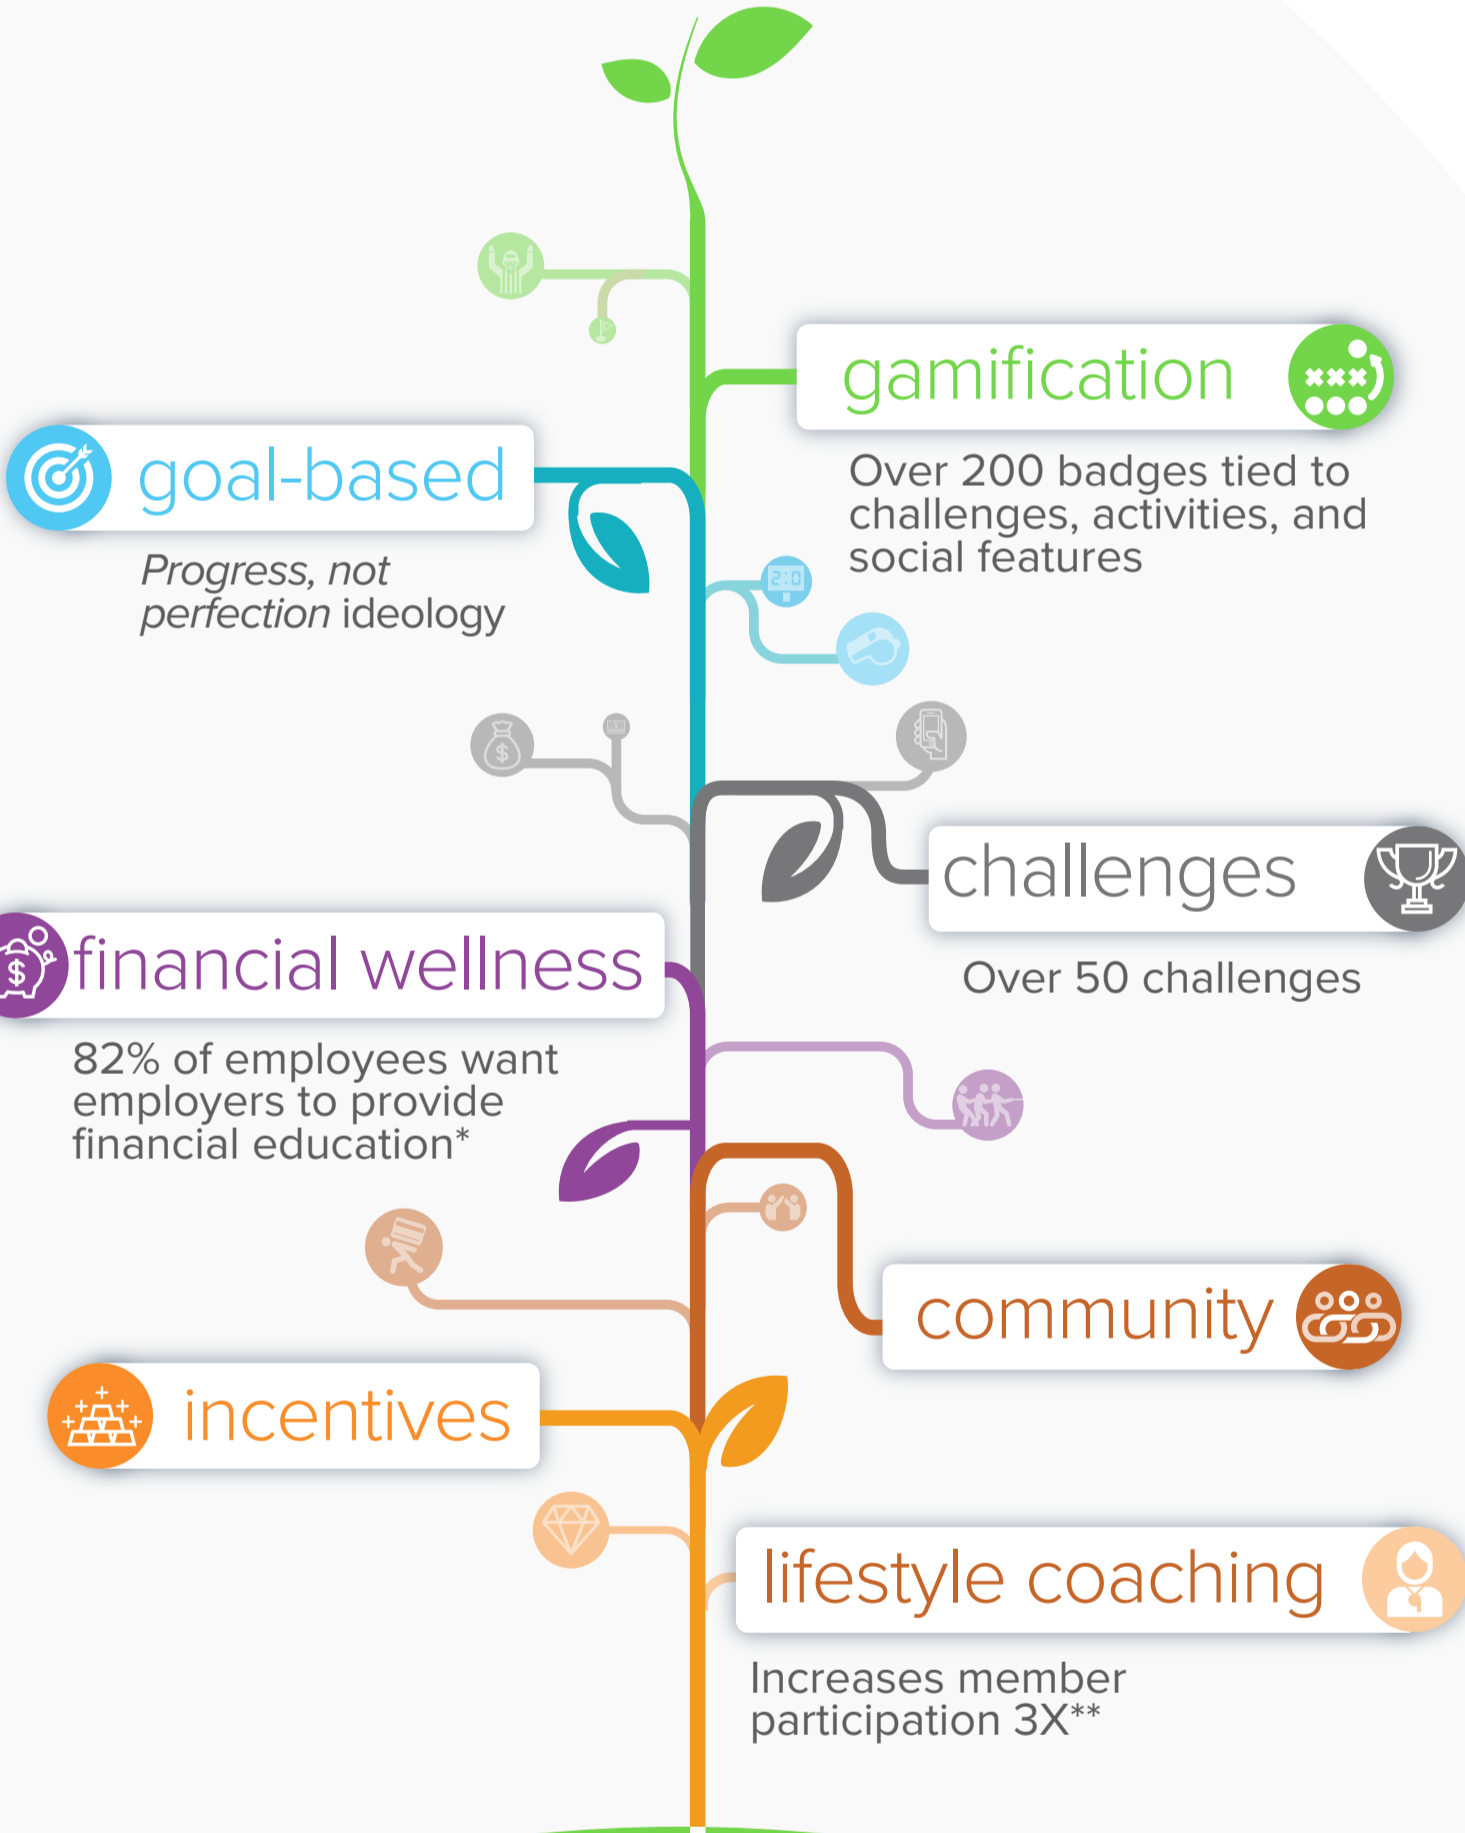 gamification
Over 200 badges tied to
challenges, activities, and
social features
goal-based
Progress, not
perfection ideology
2:0
$
challenges
Over 50 challenges
$
financial wellness
82% of employees want
employers to provide
financial education*
community
incentives
lifestyle coaching
Increases member
participation 3X**